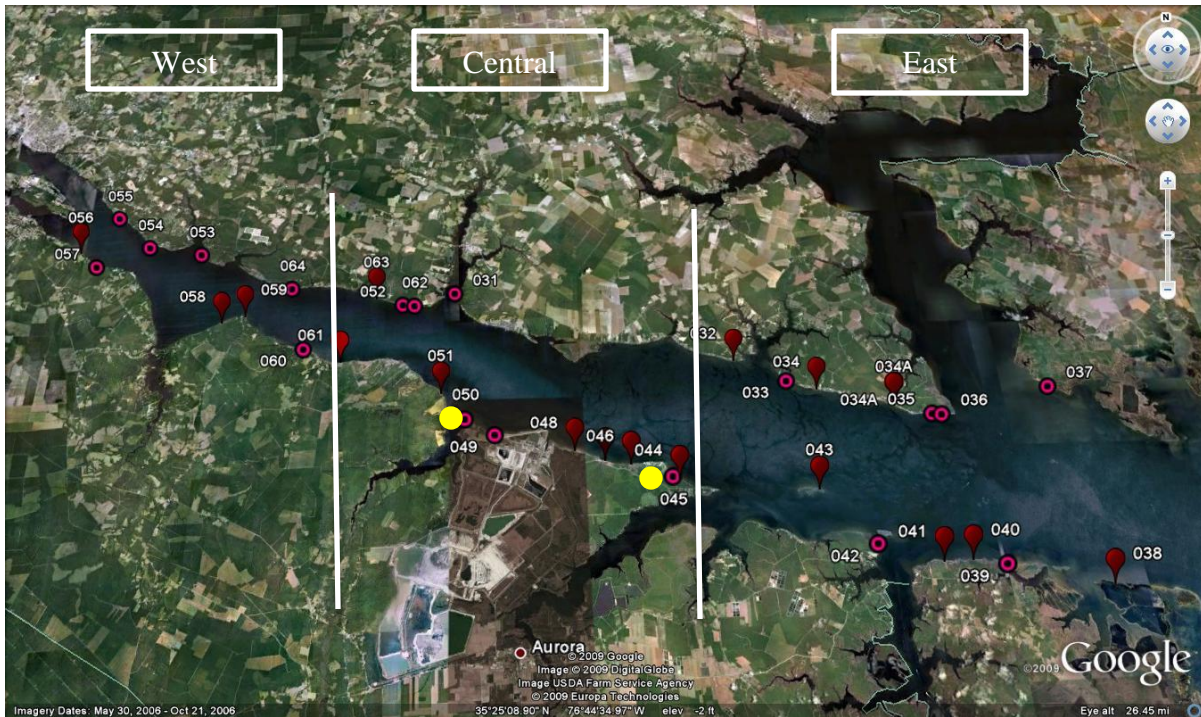 West
Central
East
N
055
056
054
053
057
063
064
062
031
052
059
058
061
060
051
032
034
034A
037
033
035
036
034A
050
048
046
044
049
043
045
041
040
042
039
038
Aurora
© 2009 Google
Image © 2009 DigitalGlobe
Image USDA Farm Service Agency
© 2009 Europa Technologies
©2009 Google
Imagery Dates: May 30, 2006 - Oct 21, 2006
35°25'08.90" N 76°44'34.97" W elev -2 ft
Eye alt 26.45 mi